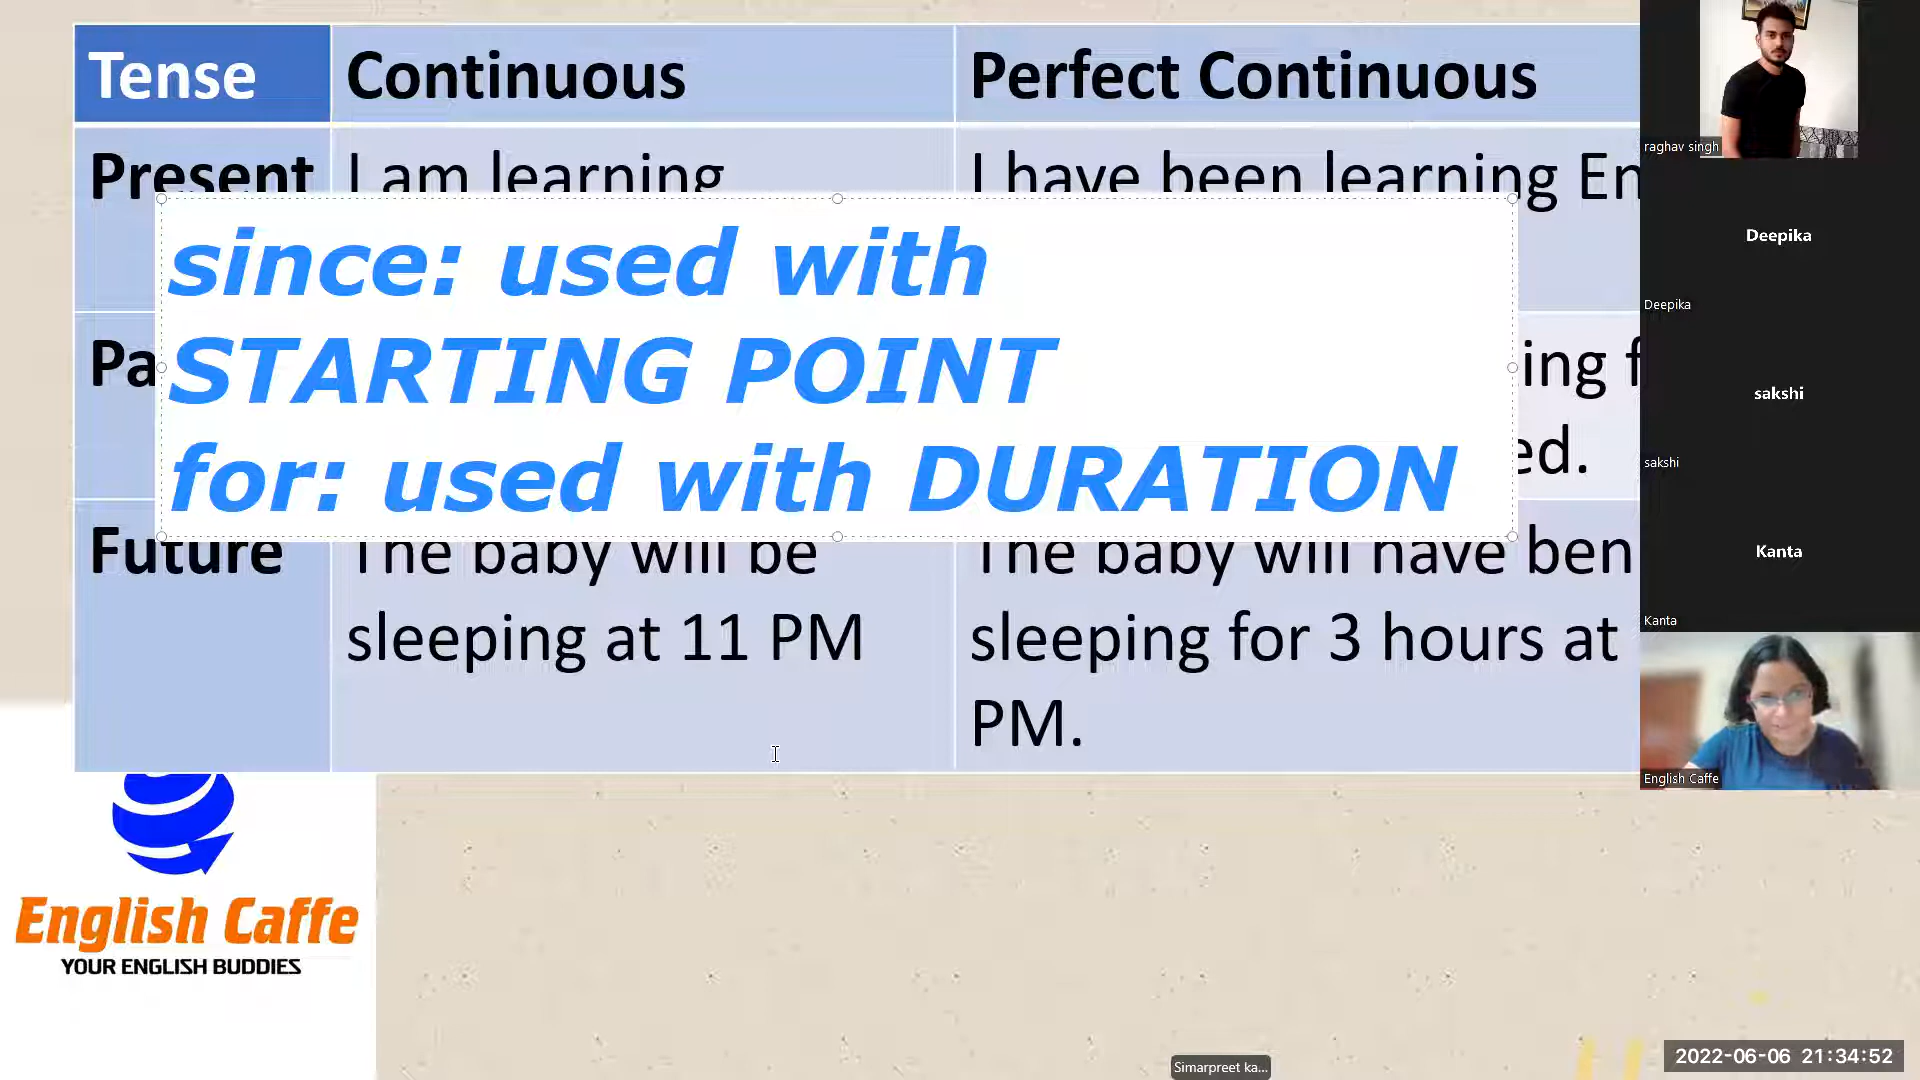 Tense
Continuous
Perfect Continuous
Present
I am learning
I have been learning En
since: used with
STARTING POINT
for: used with DURATION
Pa
ing f
ed.
Future
The baby will be
sleeping at 11 PM
The baby will have ben
sleeping for 3 hours at
PM.
English Caffe
YOUR ENGLISH BUDDIES
raghav singh
Deepika
Deepika
sakshi
sakshi
Kanta
Kanta
English Caffe
Simarpreet ka...
2022-06-06 21:34:52